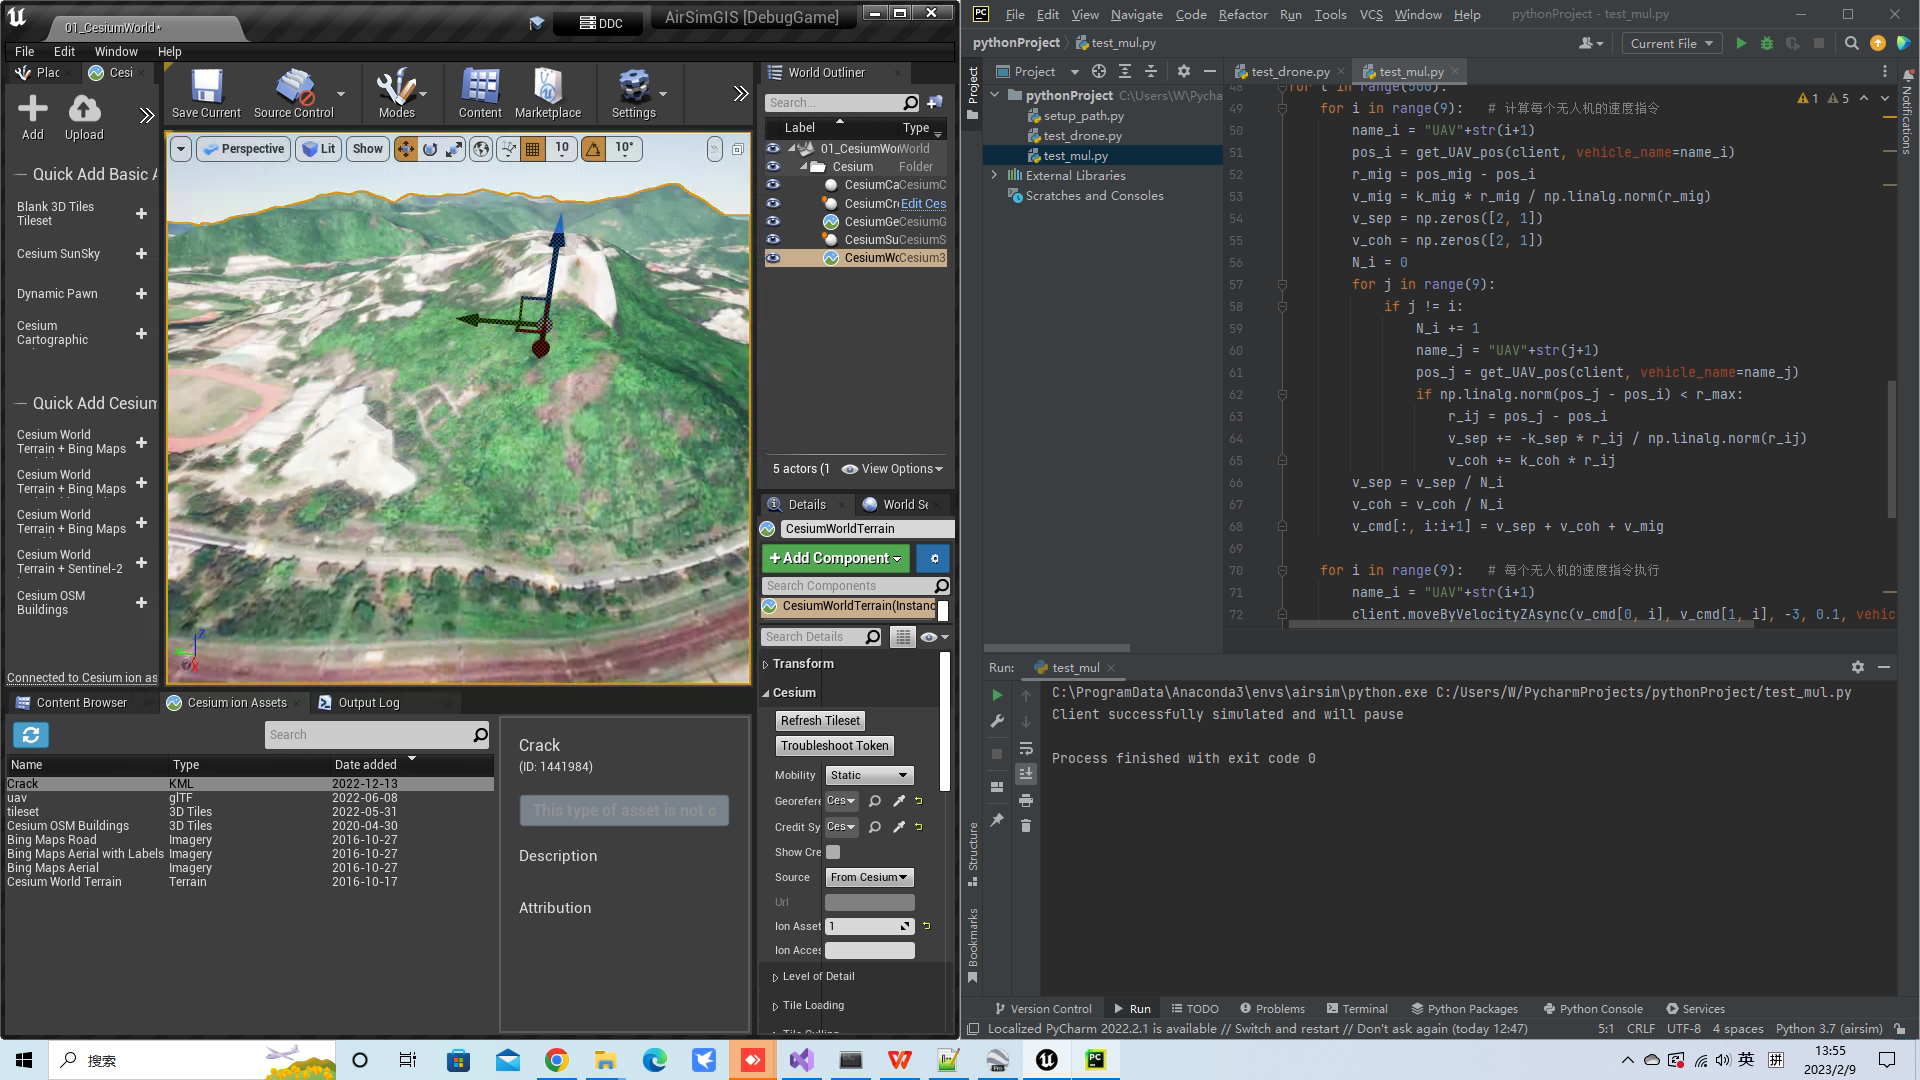 01_CesiumWorld*
DDC
AirSimGIS [DebugGame]
File Edit Window Help
Plac
Cesi
Add
Upload
Quick Add Basic A
Blank 3D Tiles
Tileset
Cesium SunSky
Dynamic Pawn
Cesium
Cartographic
Quick Add Cesium
Cesium World
Terrain + Bing Maps
Cesium World
Terrain + Bing Maps
Cesium World
Terrain + Bing Maps
Cesium World
Terrain + Sentinel-2
Cesium OSM
Buildings
Connected to Cesium ion as
Save Current
Source Control
Modes
Content
Marketplace
Settings
Perspective
Lit
Show
10
10°
World Outliner
Search...
Label Type
01_CesiumWor World
Cesium Folder
CesiumCa CesiumC
CesiumCre Edit Ces
CesiumGe CesiumG
CesiumSu CesiumS
CesiumWo Cesium3
5 actors (1
View Options
Details
World Se
CesiumWorldTerrain
+ Add Component
Search Components
CesiumWorldTerrain(Instanc
Search Details
Transform
Cesium
Refresh Tileset
Troubleshoot Token
Mobility Static
Georefere Ces
Credit Sy Ces
Show Cre
Source From Cesium
Url
Ion Asset 1
Ion Acces
Level of Detail
Tile Loading
Content Browser
Cesium ion Assets
Output Log
Search
Name Type Date added
Crack KML 2022-12-13
uav glTF 2022-06-08
tileset 3D Tiles 2022-05-31
Cesium OSM Buildings 3D Tiles 2020-04-30
Bing Maps Road Imagery 2016-10-27
Bing Maps Aerial with Labels Imagery 2016-10-27
Bing Maps Aerial Imagery 2016-10-27
Cesium World Terrain Terrain 2016-10-17
Crack
(ID: 1441984)
This type of asset is not c
Description
Attribution
PC File Edit View Navigate Code Refactor Run Tools VCS Window Help pythonProject - test_mul.py
pythonProject test_mul.py
Current File
Project
Project
test_drone.py
test_mul.py
pythonProject C:\Users\W\Pycha
setup_path.py
test_drone.py
test_mul.py
External Libraries
Scratches and Consoles
Notifications
1 5
48 for t in range(500):
49 for i in range(9): # 计算每个无人机的速度指令
50 name_i = "UAV"+str(i+1)
51 pos_i = get_UAV_pos(client, vehicle_name=name_i)
52 r_mig = pos_mig - pos_i
53 v_mig = k_mig * r_mig / np.linalg.norm(r_mig)
54 v_sep = np.zeros([2, 1])
55 v_coh = np.zeros([2, 1])
56 N_i = 0
57 for j in range(9):
58 if j != i:
59 N_i += 1
60 name_j = "UAV"+str(j+1)
61 pos_j = get_UAV_pos(client, vehicle_name=name_j)
62 if np.linalg.norm(pos_j - pos_i) < r_max:
63 r_ij = pos_j - pos_i
64 v_sep += -k_sep * r_ij / np.linalg.norm(r_ij)
65 v_coh += k_coh * r_ij
66 v_sep = v_sep / N_i
67 v_coh = v_coh / N_i
68 v_cmd[:, i:i+1] = v_sep + v_coh + v_mig
69
70 for i in range(9): # 每个无人机的速度指令执行
71 name_i = "UAV"+str(i+1)
72 client.moveByVelocityZAsync(v_cmd[0, i], v_cmd[1, i], -3, 0.1, vehic
Run: test_mul
C:\ProgramData\Anaconda3\envs\airsim\python.exe C:/Users/W/PycharmProjects/pythonProject/test_mul.py
Client successfully simulated and will pause
Process finished with exit code 0
Structure
Bookmarks
Version Control
Run
TODO
Problems
Terminal
Python Packages
Python Console
Services
Localized PyCharm 2022.2.1 is available // Switch and restart // Don't ask again (today 12:47)
5:1 CRLF UTF-8 4 spaces Python 3.7 (airsim)
搜索
英
拼
13:55
2023/2/9